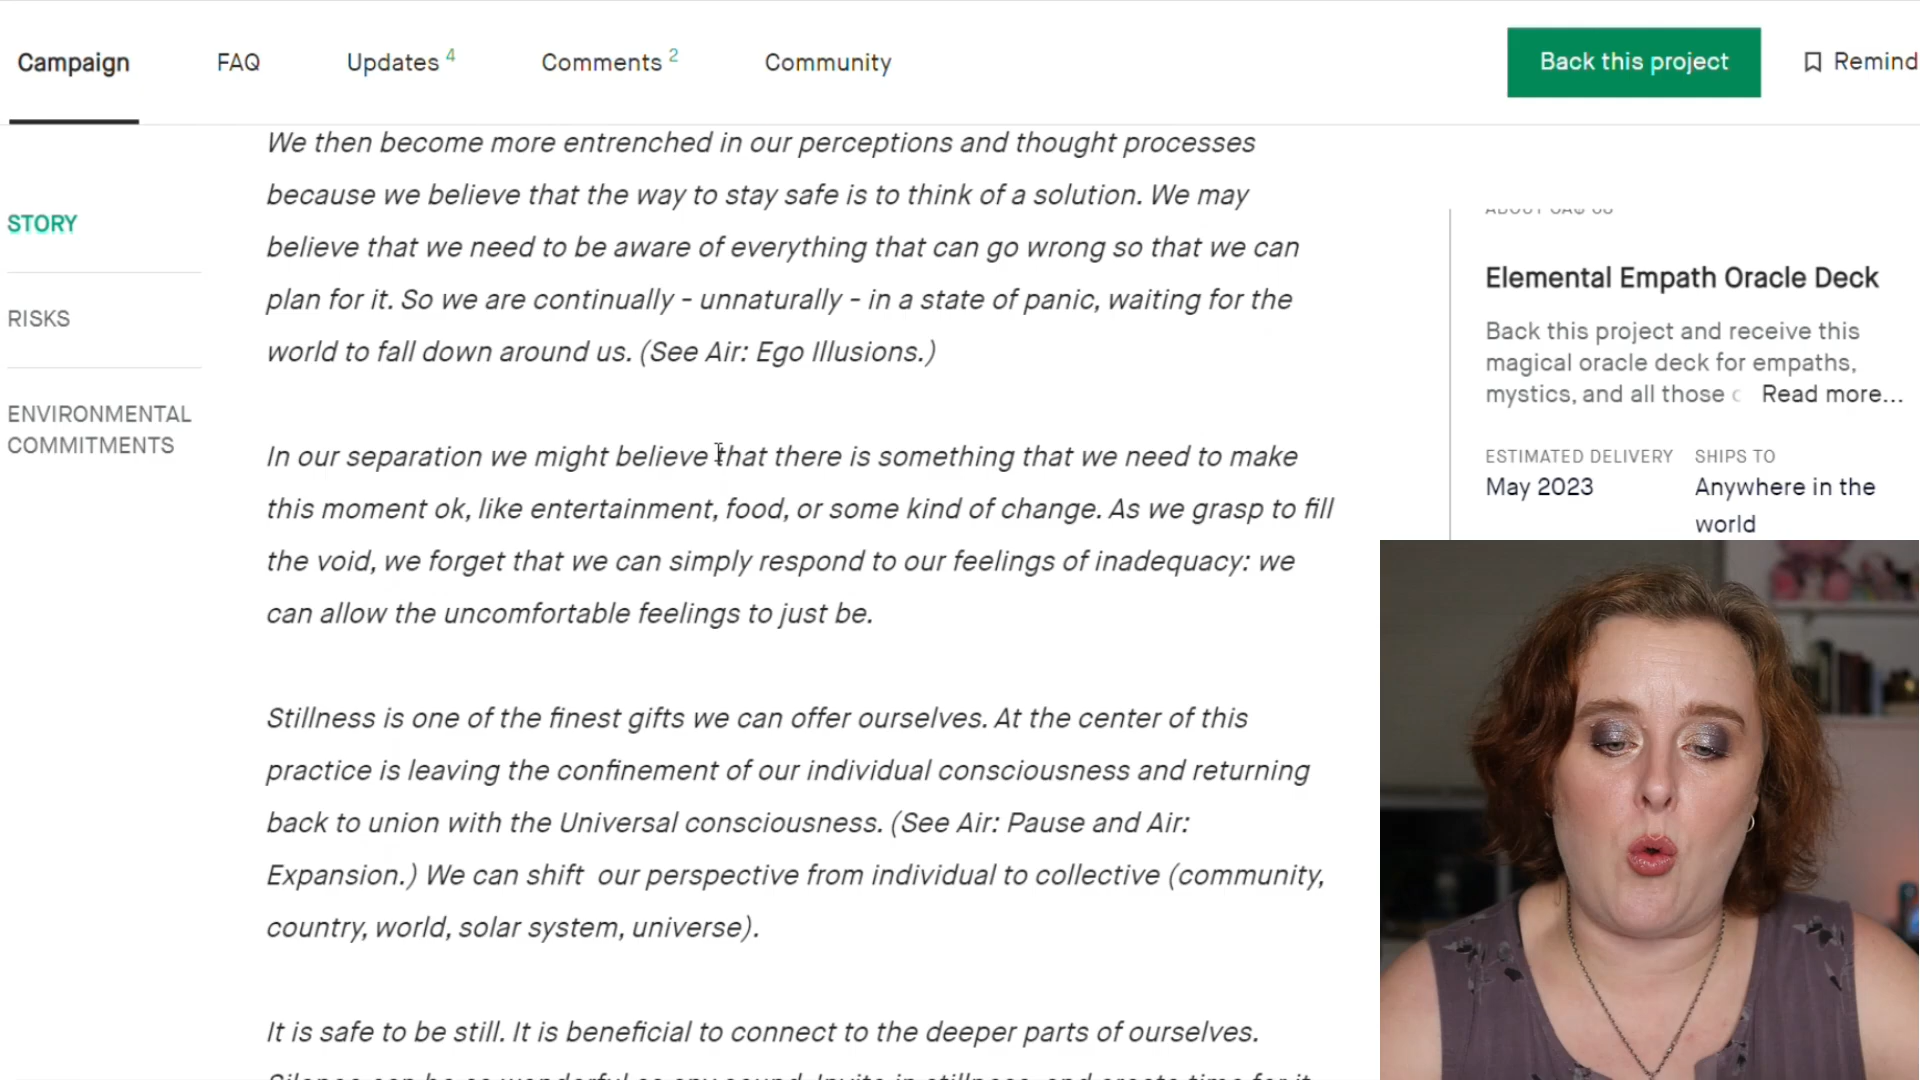 Campaign
FAQ
Updates 4
Comments 2
Community
Back this project
Remind
STORY
RISKS
ENVIRONMENTAL
COMMITMENTS
We then become more entrenched in our perceptions and thought processes
because we believe that the way to stay safe is to think of a solution. We may
believe that we need to be aware of everything that can go wrong so that we can
plan for it. So we are continually - unnaturally - in a state of panic, waiting for the
world to fall down around us. (See Air: Ego Illusions.)
In our separation we might believe that there is something that we need to make
this moment ok, like entertainment, food, or some kind of change. As we grasp to fill
the void, we forget that we can simply respond to our feelings of inadequacy: we
can allow the uncomfortable feelings to just be.
Stillness is one of the finest gifts we can offer ourselves. At the center of this
practice is leaving the confinement of our individual consciousness and returning
back to union with the Universal consciousness. (See Air: Pause and Air:
Expansion.) We can shift our perspective from individual to collective (community,
country, world, solar system, universe).
It is safe to be still. It is beneficial to connect to the deeper parts of ourselves.
Elemental Empath Oracle Deck
Back this project and receive this
magical oracle deck for empaths,
mystics, and all those Read more...
ESTIMATED DELIVERY
May 2023
SHIPS TO
Anywhere in the
world